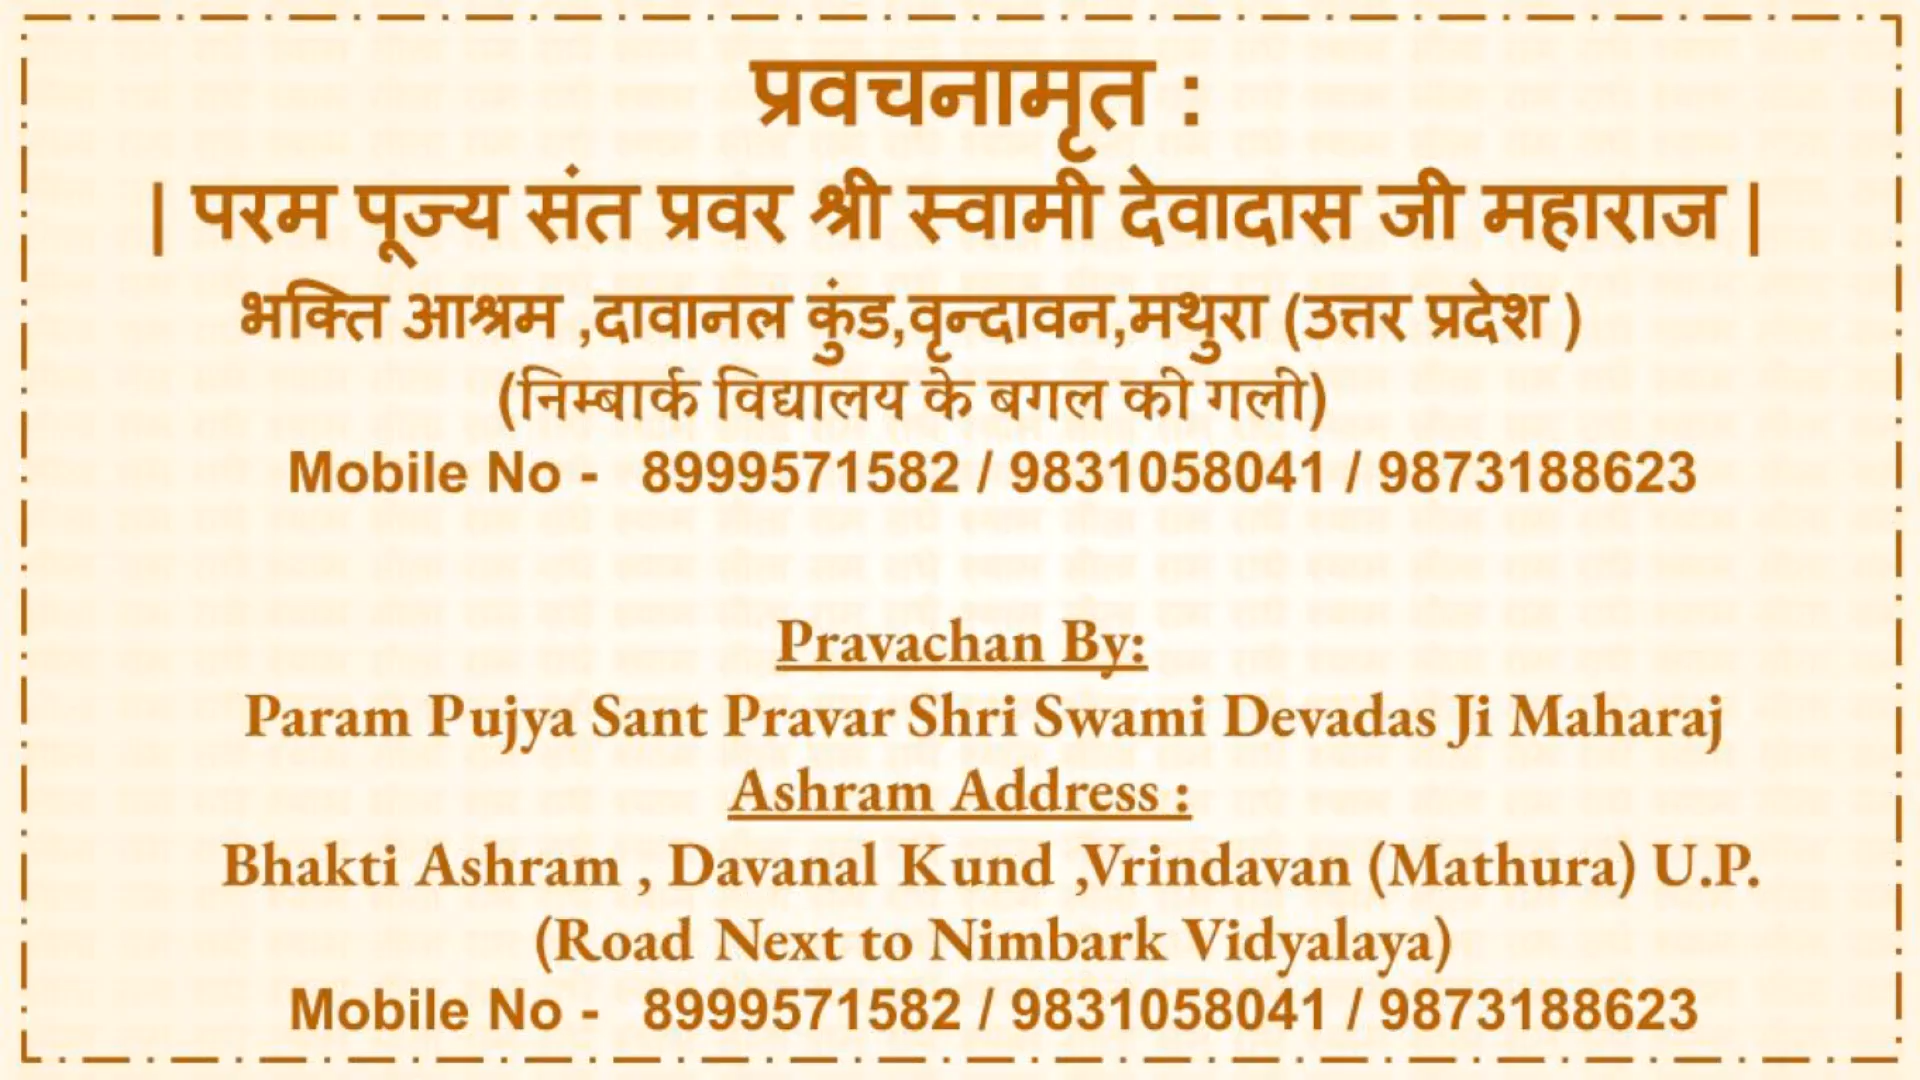 प्रवचनामृत :
| परम पूज्य संत प्रवर श्री स्वामी देवादास जी महाराज |
भक्ति आश्रम ,दावानल कुंड,वृन्दावन,मथुरा (उत्तर प्रदेश )
(निम्बार्क विद्यालय के बगल की गली)
Mobile No - 8999571582 / 9831058041 / 9873188623
Pravachan By:
Param Pujya Sant Pravar Shri Swami Devadas Ji Maharaj
Ashram Address :
Bhakti Ashram , Davanal Kund ,Vrindavan (Mathura) U.P.
(Road Next to Nimbark Vidyalaya)
Mobile No - 8999571582 / 9831058041 / 9873188623